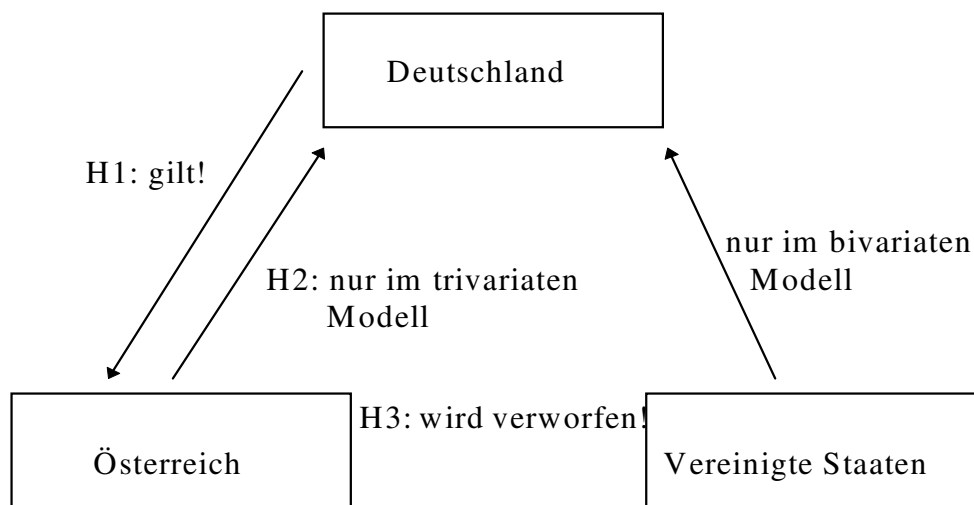 Deutschland
H1: gilt!
H2: nur im trivariaten
Modell
nur im bivariaten
Modell
H3: wird verworfen!
Österreich
Vereinigte Staaten